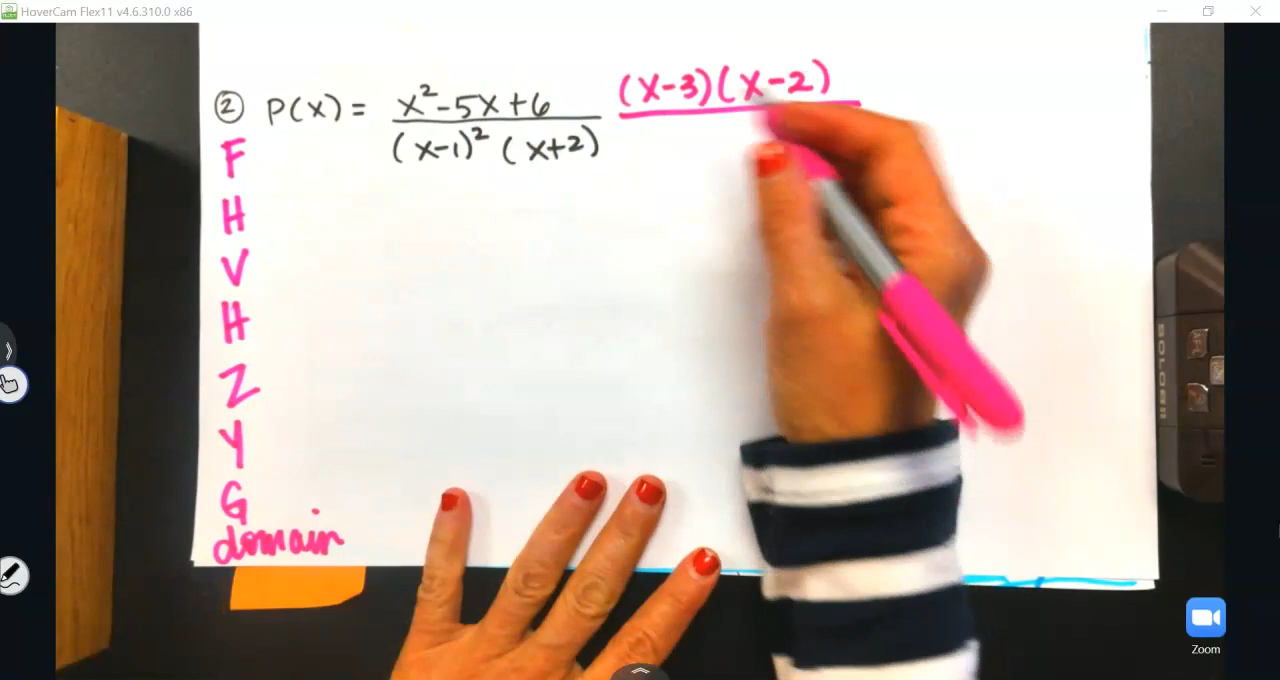 HoverCam Flex11 v4.6.310.0 x86
(x-3)(x-2)
② P(x) = x²-5x+6
(x-1)² (x+2)
F
H
V
H
Z
Y
G
domain
Zoom